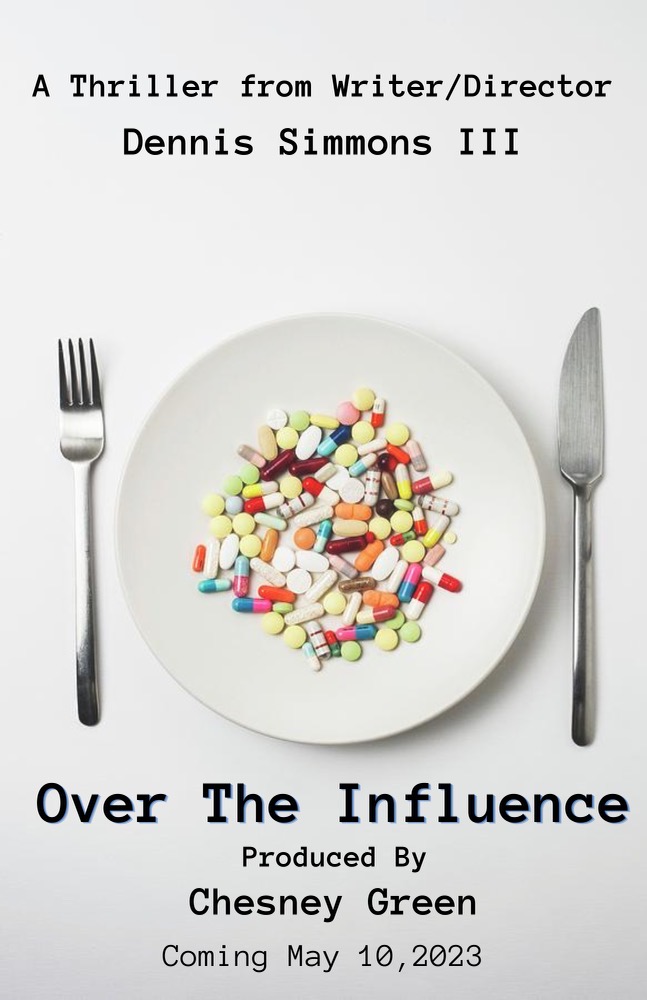 A Thriller from Writer/Director
Dennis Simmons III
Over The Influence
Produced By
Chesney Green
Coming May 10,2023